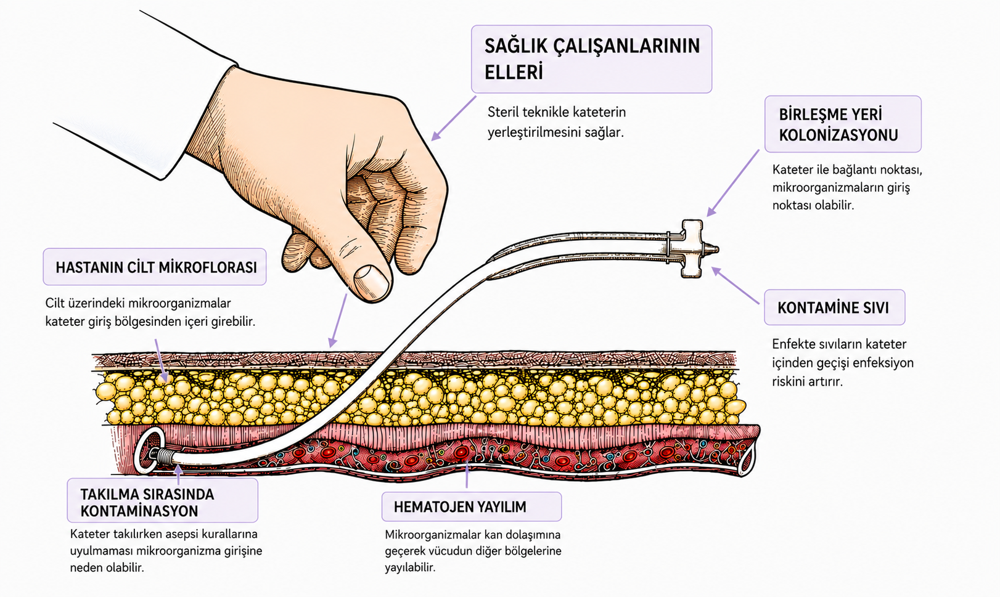 SAĞLIK ÇALIŞANLARININ
ELLERİ
Steril teknikle kateterin
yerleştirilmesini sağlar.
BİRLEŞME YERİ
KOLONİZASYONU
Kateter ile bağlantı noktası,
mikroorganizmaların giriş
noktası olabilir.
HASTANIN CİLT MİKROFLORASI
Cilt üzerindeki mikroorganizmalar
kateter giriş bölgesinden içeri girebilir.
KONTAMİNE SIVI
Enfekte sıvıların kateter
içinden geçişi enfeksiyon
riskini artırır.
TAKILMA SIRASINDA
KONTAMİNASYON
Kateter takılırken asepsi kurallarına
uyulmaması mikroorganizma girişine
neden olabilir.
HEMATOJEN YAYILIM
Mikroorganizmalar kan dolaşımına
geçerek vücudun diğer bölgelerine
yayılabilir.